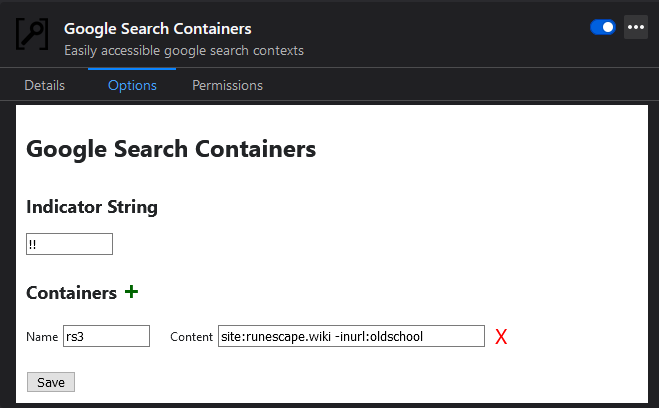 Google Search Containers
Easily accessible google search contexts
Details Options Permissions
Google Search Containers
Indicator String
!!
Containers +
Name rs3 Content site:runescape.wiki -inurl:oldschool X
Save